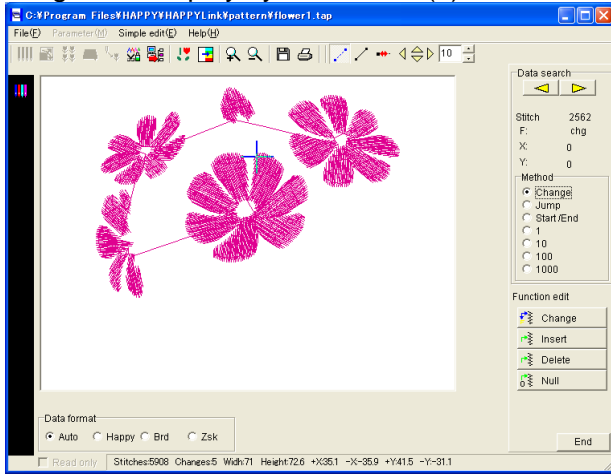 C:¥Program Files¥HAPPY¥HAPPYLink¥pattern¥flower1.tap
File(F) Parameter(M) Simple edit(E) Help(H)
10
Data search
Stitch 2562
F: chg
X: 0
Y: 0
Method
Change
Jump
Start/End
1
10
100
1000
Function edit
Change
Insert
Delete
Null
Data format
Auto Happy Brd Zsk
End
Read only Stitches:5908 Changes:5 Widh:71 Height:72.6 +X:35.1 -X:-35.9 +Y:41.5 -Y:-31.1